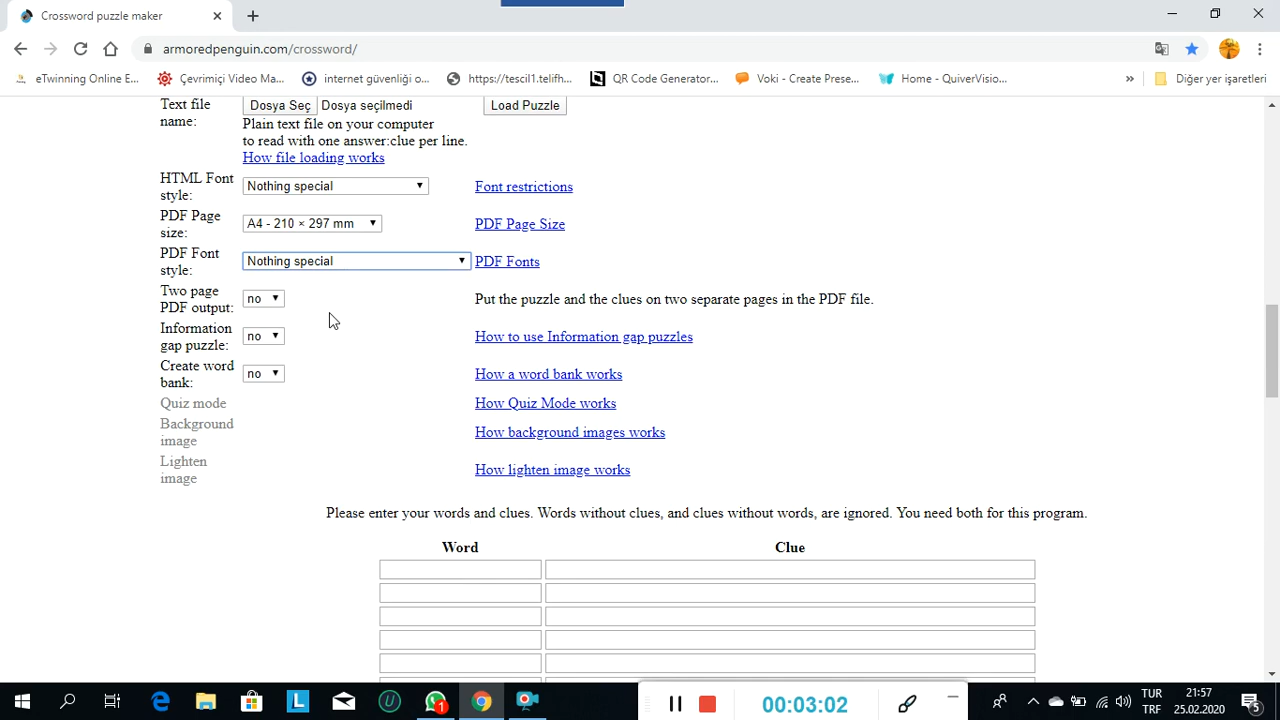 Crossword puzzle maker
armoredpenguin.com/crossword/
eTwinning Online E... Çevrimiçi Video Ma... internet güvenliği o... https://tescil1.telifh... QR Code Generator... Voki - Create Prese... Home - QuiverVisio... » Diğer yer işaretleri
Text file
name:
Dosya Seç Dosya seçilmedi
Load Puzzle
Plain text file on your computer
to read with one answer:clue per line.
How file loading works
HTML Font
style:
Nothing special
Font restrictions
PDF Page
size:
A4 - 210 × 297 mm
PDF Page Size
PDF Font
style:
Nothing special
PDF Fonts
Two page
PDF output:
no
Put the puzzle and the clues on two separate pages in the PDF file.
Information
gap puzzle:
no
How to use Information gap puzzles
Create word
bank:
no
How a word bank works
Quiz mode
How Quiz Mode works
Background
image
How background images works
Lighten
image
How lighten image works
Please enter your words and clues. Words without clues, and clues without words, are ignored. You need both for this program.
Word Clue
1
00:03:02
TUR
TRF
21:57
25.02.2020
5